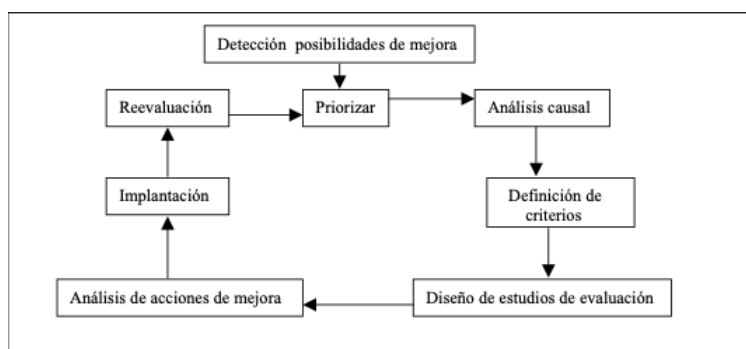 Detección posibilidades de mejora
Reevaluación
Priorizar
Análisis causal
Implantación
Definición de
criterios
Análisis de acciones de mejora
Diseño de estudios de evaluación